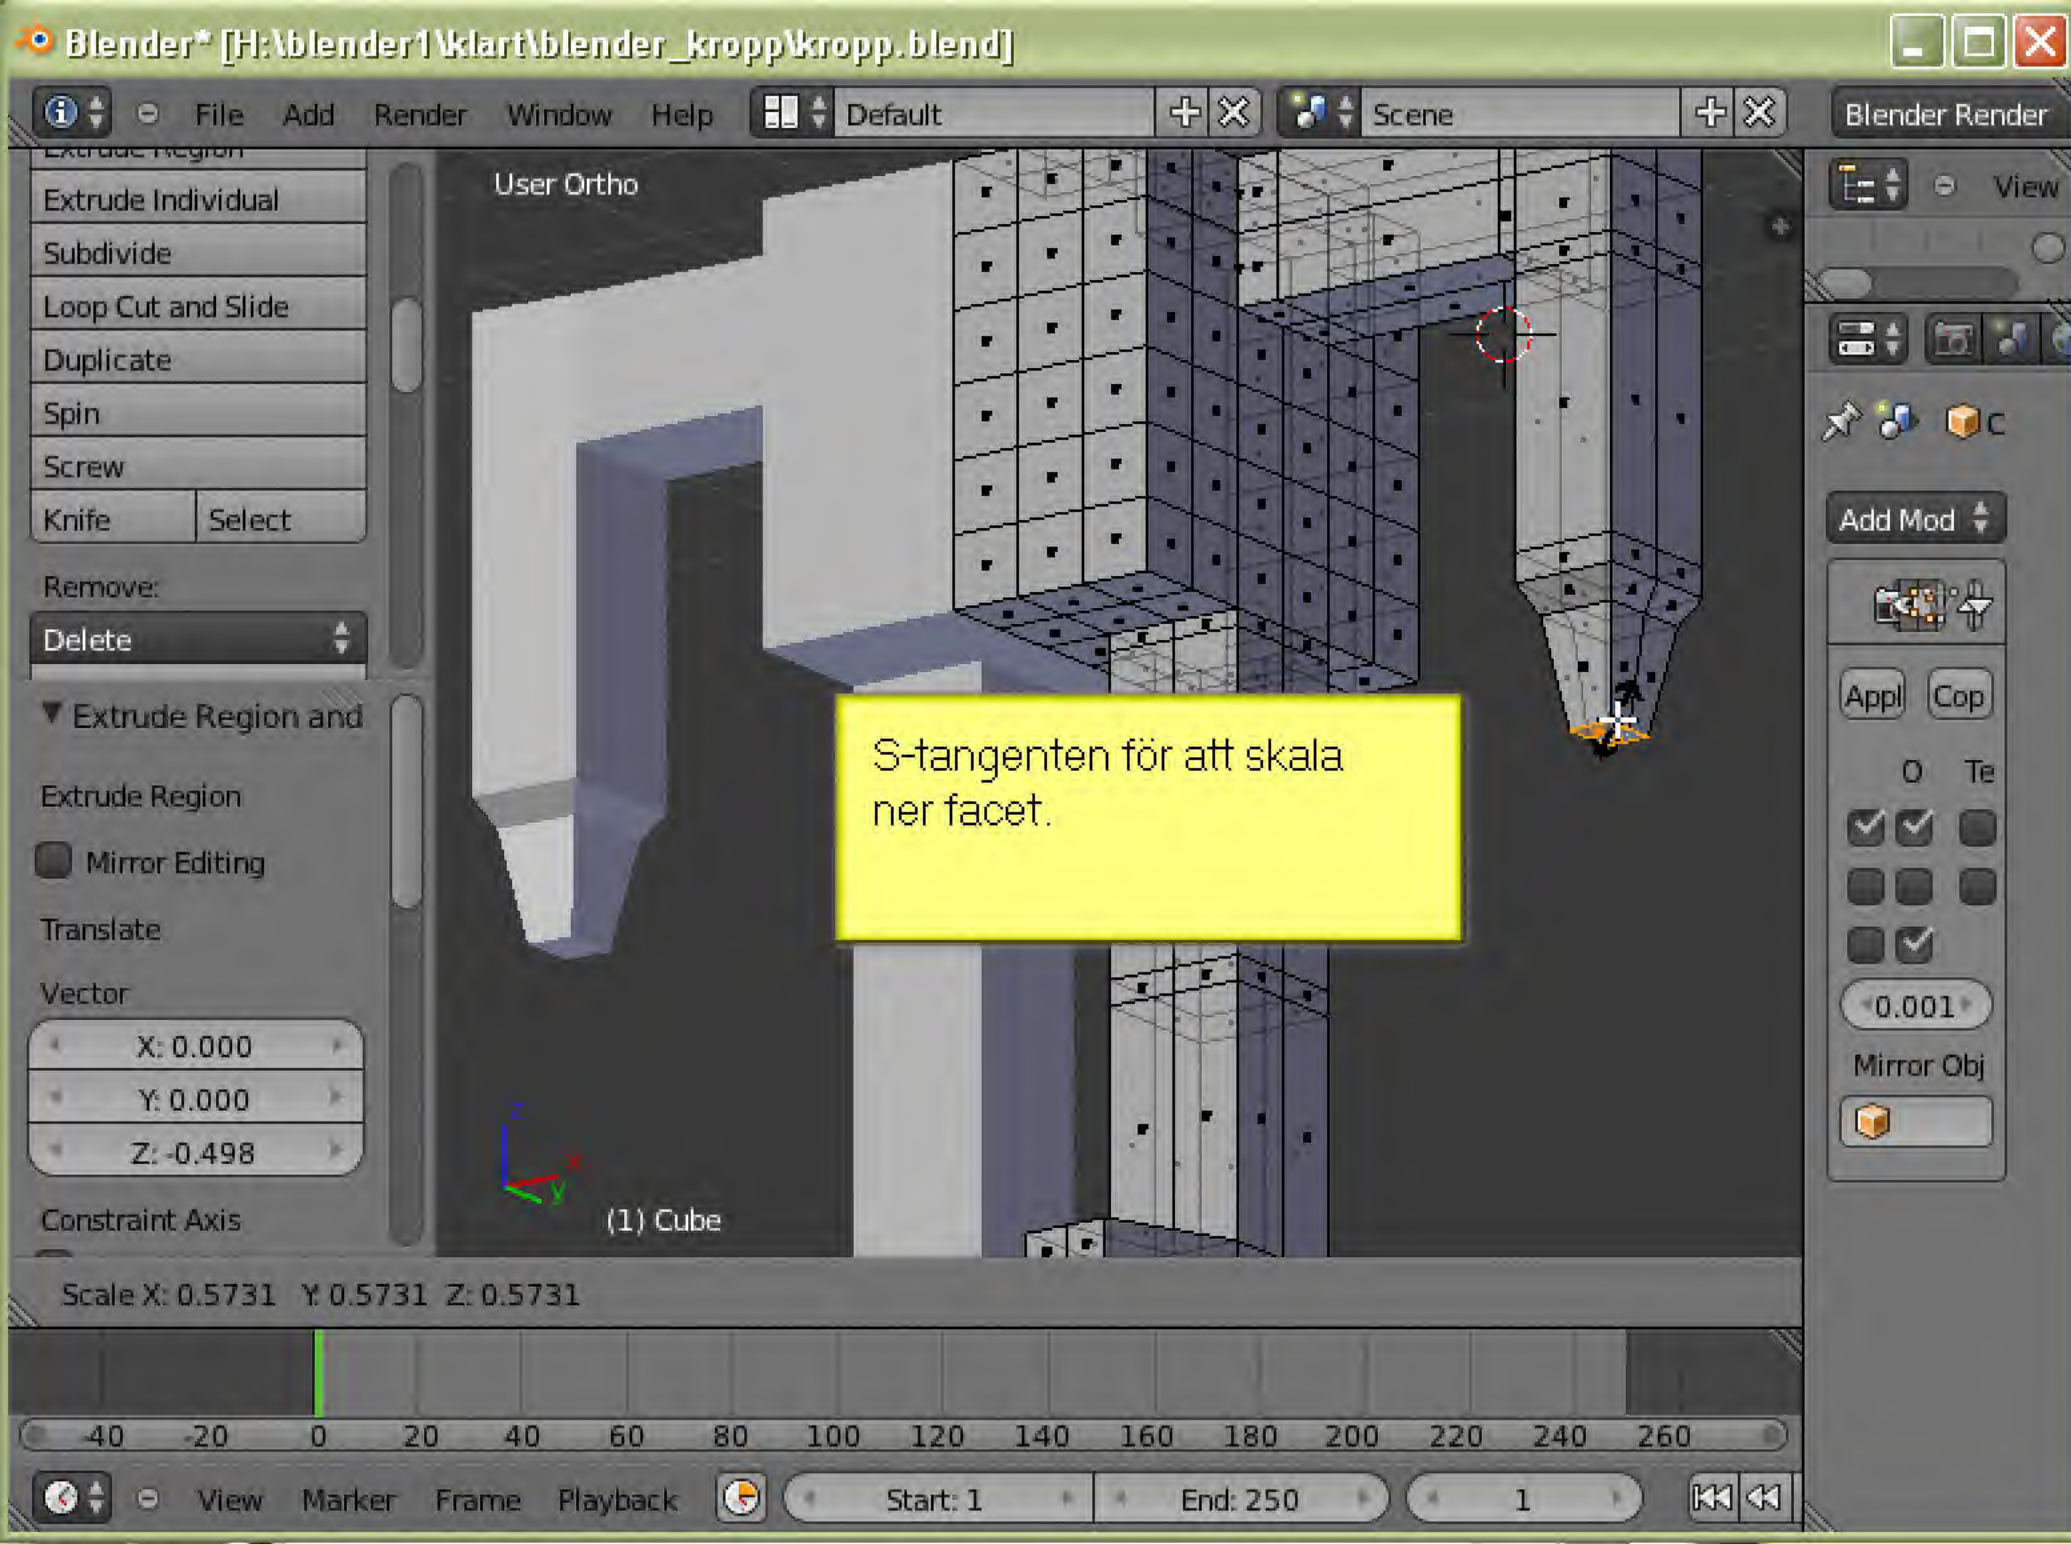 Blender* [H:\blender1\klart\blender_kropp\kropp.blend]
File Add Render Window Help Default Scene Blender Render
Extrude Region
Extrude Individual
Subdivide
Loop Cut and Slide
Duplicate
Spin
Screw
Knife Select
Remove:
Delete
Extrude Region and
Extrude Region
Mirror Editing
Translate
Vector
X: 0.000
Y: 0.000
Z: -0.498
Constraint Axis
User Ortho
S-tangenten för att skala
ner facet.
z
x
y
(1) Cube
Scale X: 0.5731 Y: 0.5731 Z: 0.5731
View
C
Add Mod
Appl Cop
O Te
0.001
Mirror Obj
-40 -20 0 20 40 60 80 100 120 140 160 180 200 220 240 260
View Marker Frame Playback Start: 1 End: 250 1